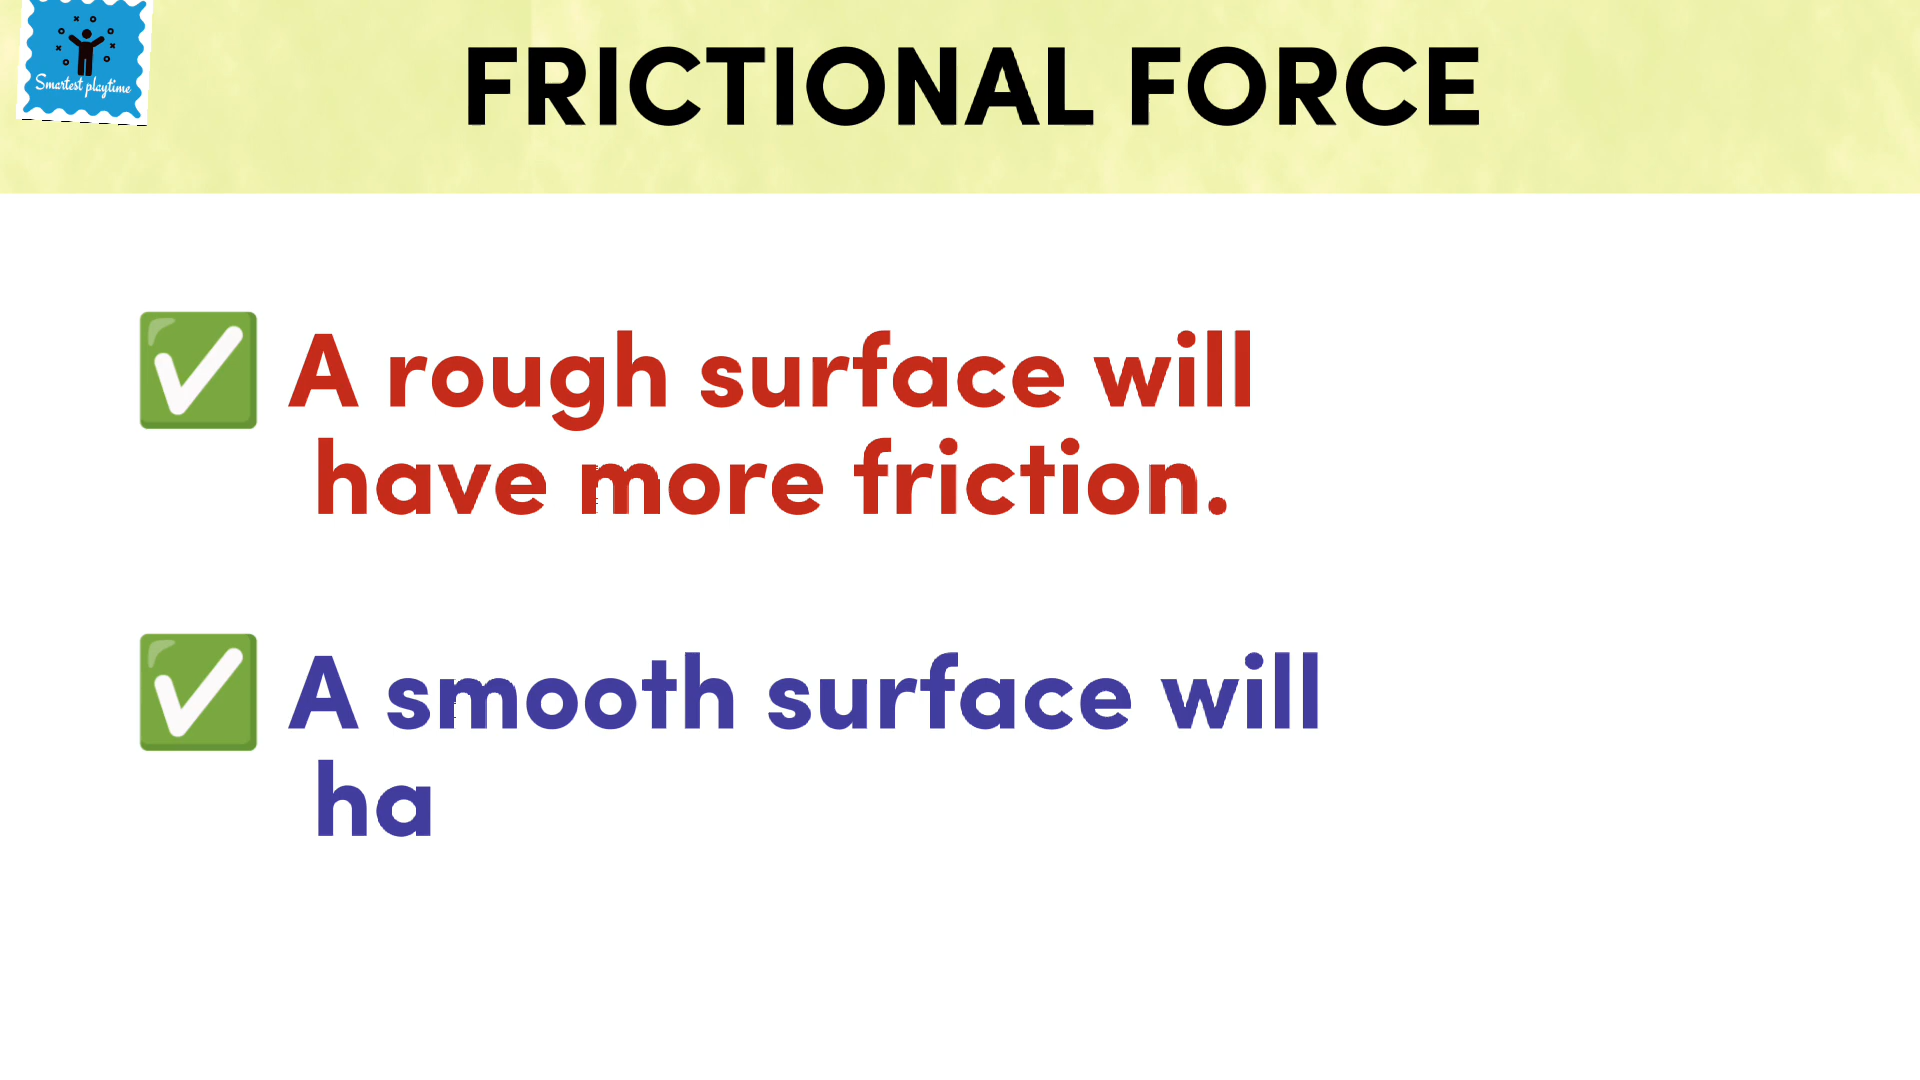 Smartest playtime
FRICTIONAL FORCE
✅ A rough surface will
have more friction.
✅ A smooth surface will
ha